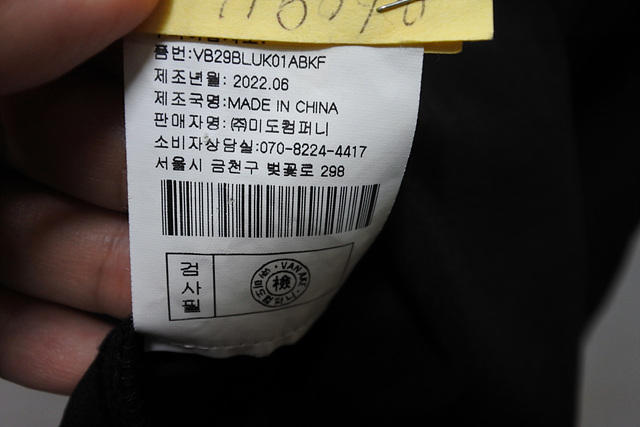 품번:VB29BLUK01ABKF
제조년월: 2022.06
제조국명:MADE IN CHINA
판매자명: ㈜미도컴퍼니
소비자상담실:070-8224-4417
서울시 금천구 벚꽃로 298
검사필
檢